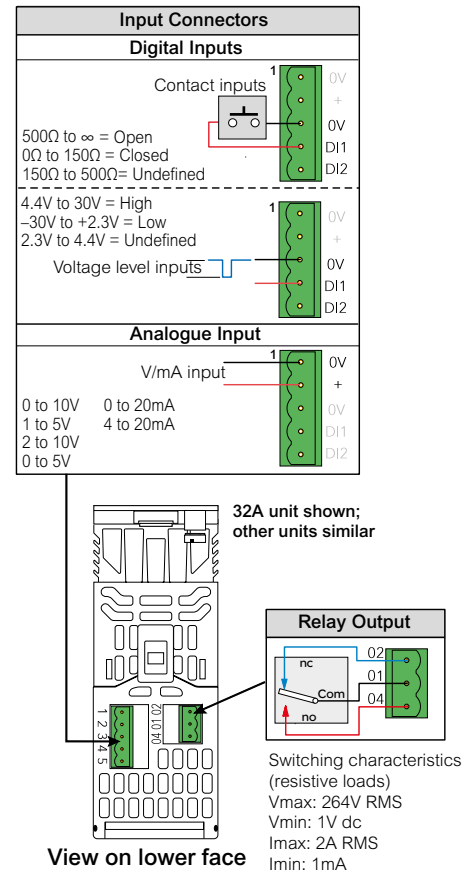 Input Connectors
Digital Inputs
Contact inputs
1
0V
+
0V
DI1
DI2
500Ω to ∞ = Open
0Ω to 150Ω = Closed
150Ω to 500Ω= Undefined
4.4V to 30V = High
–30V to +2.3V = Low
2.3V to 4.4V = Undefined
Voltage level inputs
1
0V
+
0V
DI1
DI2
Analogue Input
V/mA input
1
0V
+
0V
DI1
DI2
0 to 10V 0 to 20mA
1 to 5V 4 to 20mA
2 to 10V
0 to 5V
32A unit shown;
other units similar
1 2 3 4 5
04 01 02
View on lower face
Relay Output
nc
Com
no
02
01
04
Switching characteristics
(resistive loads)
Vmax: 264V RMS
Vmin: 1V dc
Imax: 2A RMS
Imin: 1mA